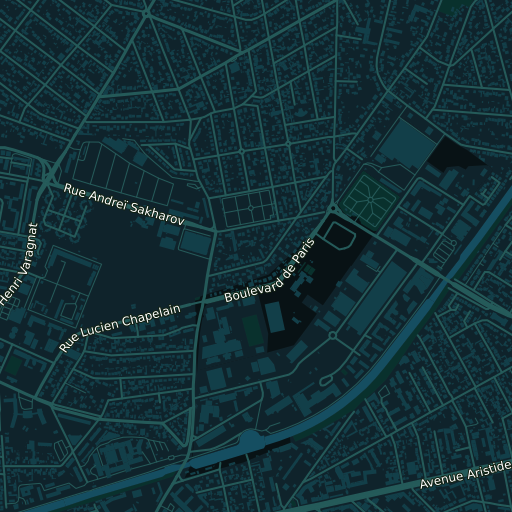 Rue Andreï Sakharov
Henri Varagnat
Boulevard de Paris
Rue Lucien Chapelain
Avenue Aristide